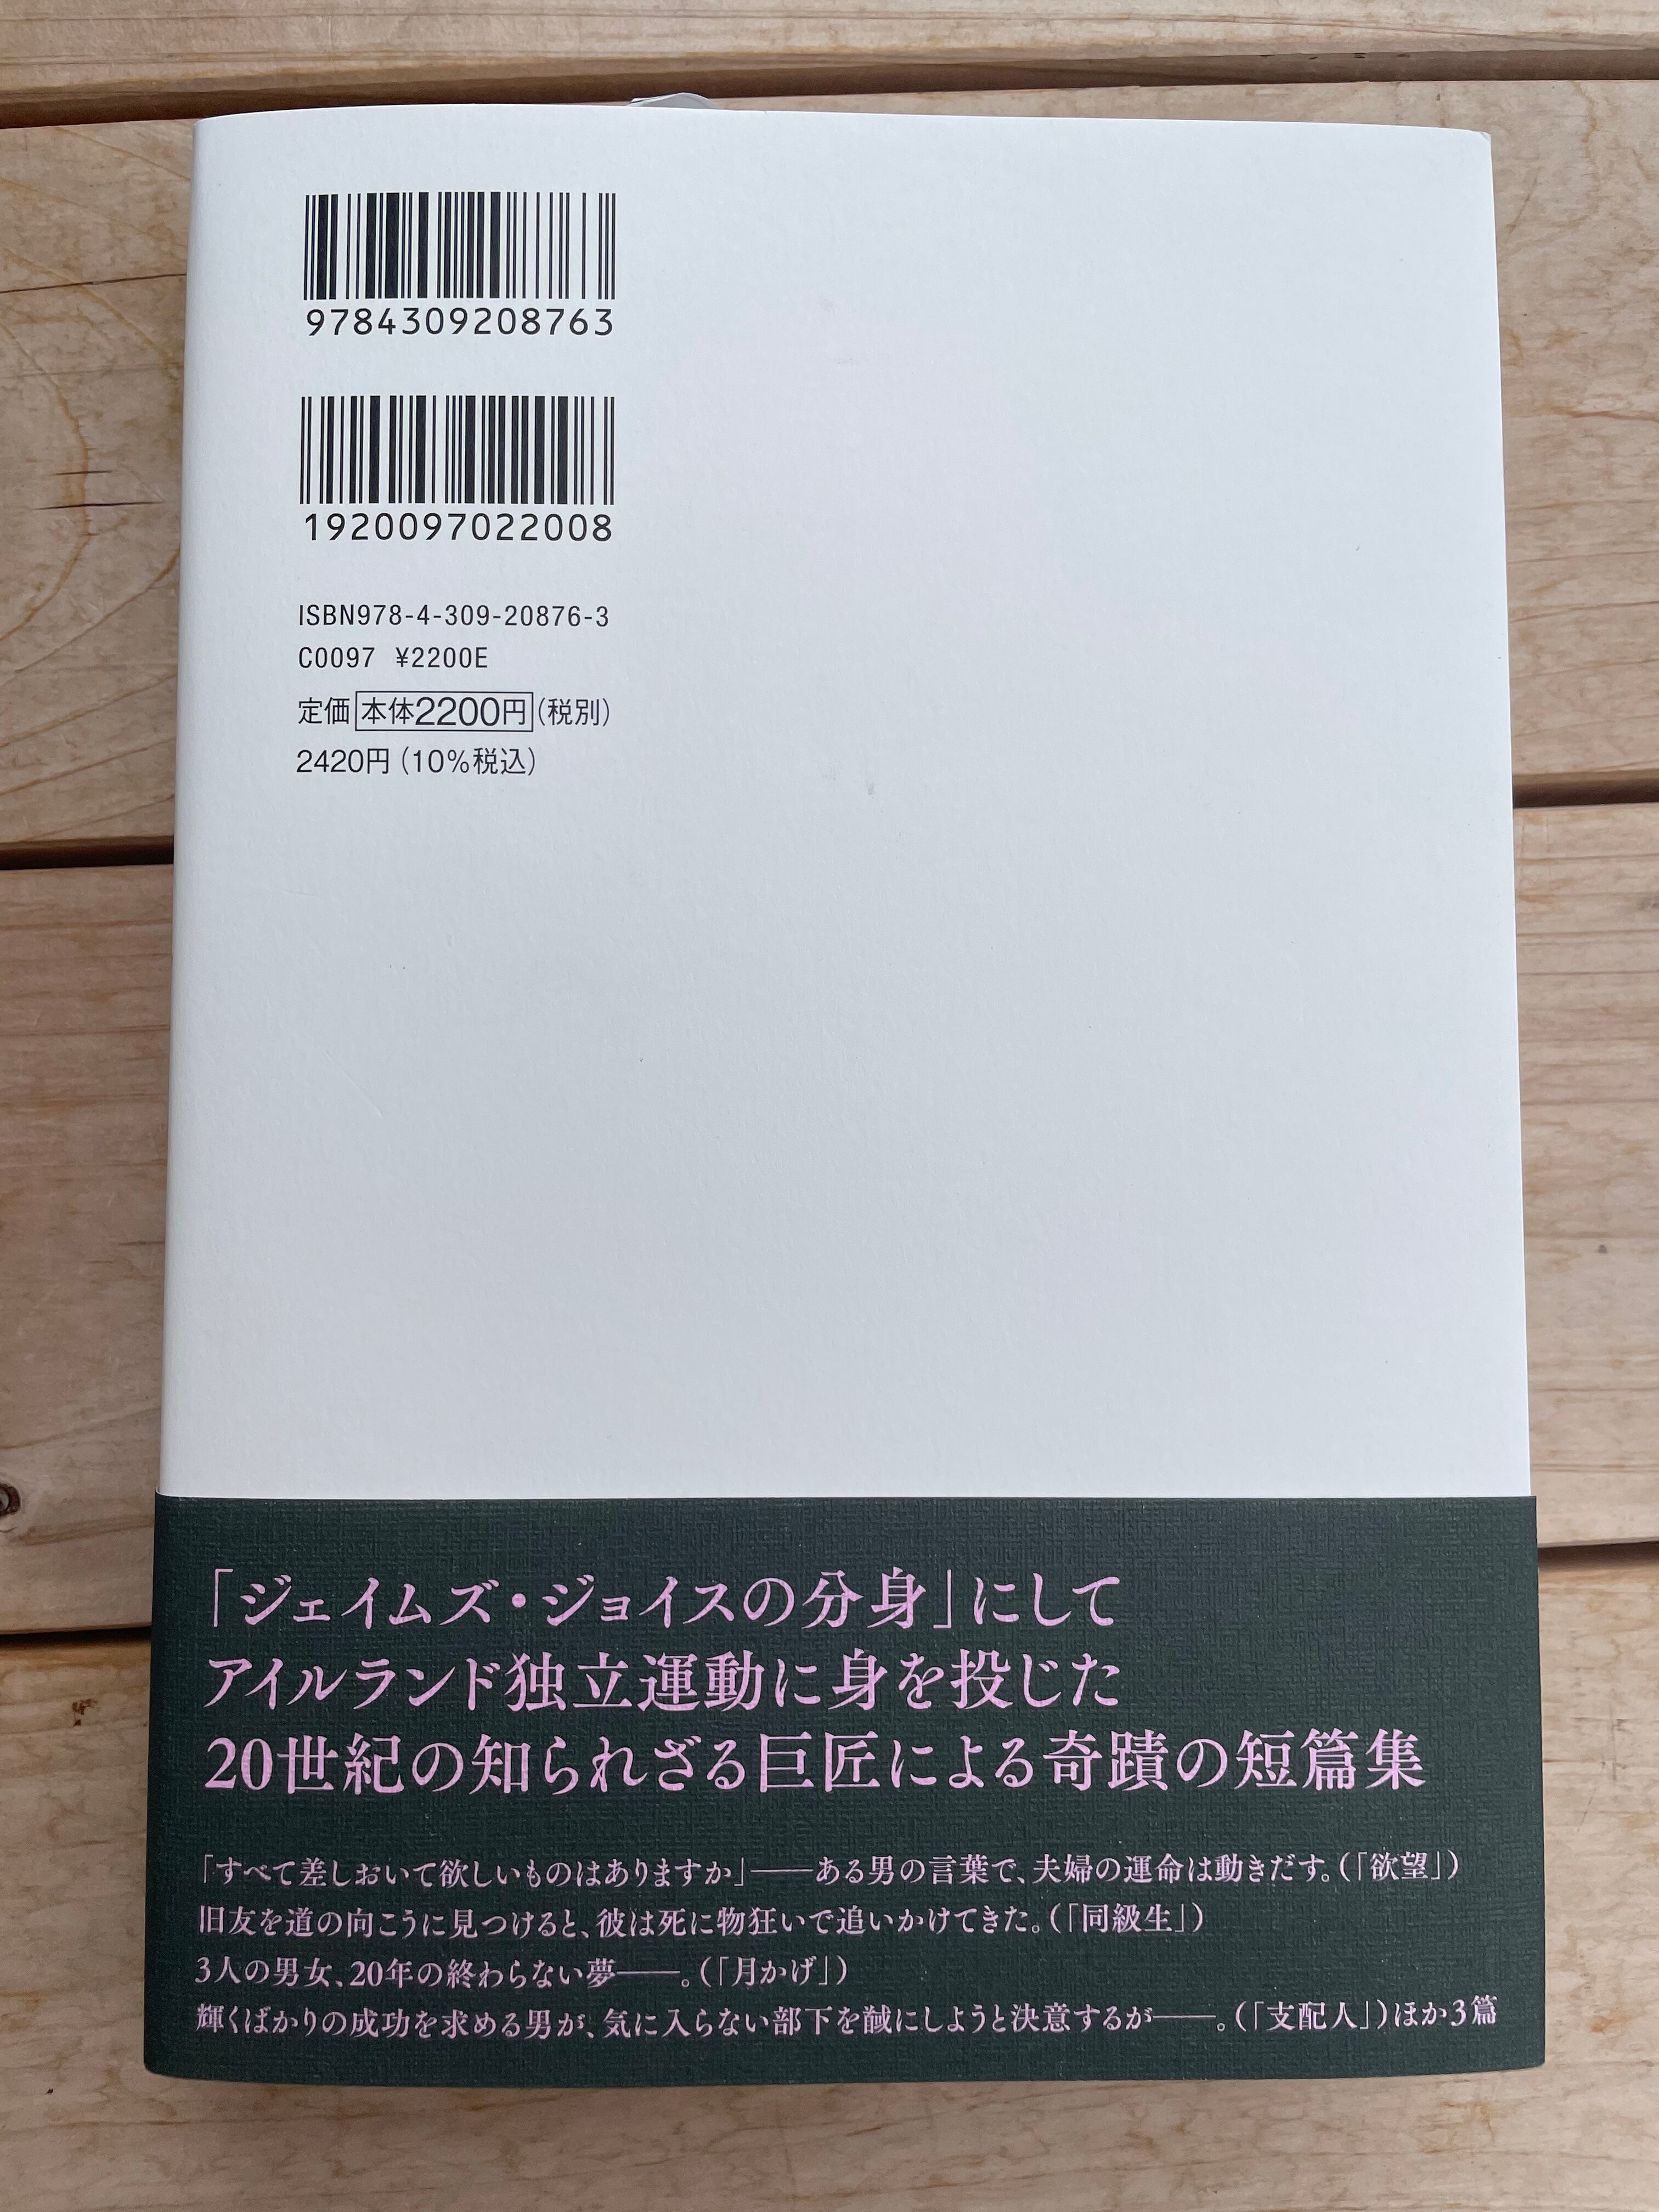 9784309208763
1920097022008
ISBN978-4-309-20876-3
C0097 ¥2200E
定価本体2200円(税別)
2420円(10%税込)
「ジェイムズ・ジョイスの分身」にして
アイルランド独立運動に身を投じた
20世紀の知られざる巨匠による奇蹟の短篇集
「すべて差しおいて欲しいものはありますか」——ある男の言葉で、夫婦の運命は動きだす。(「欲望」)
旧友を道の向こうに見つけると、彼は死に物狂いで追いかけてきた。(「同級生」)
3人の男女、20年の終わらない夢——。(「月かげ」)
輝くばかりの成功を求める男が、気に入らない部下を馘にしようと決意するが——。(「支配人」)ほか3篇